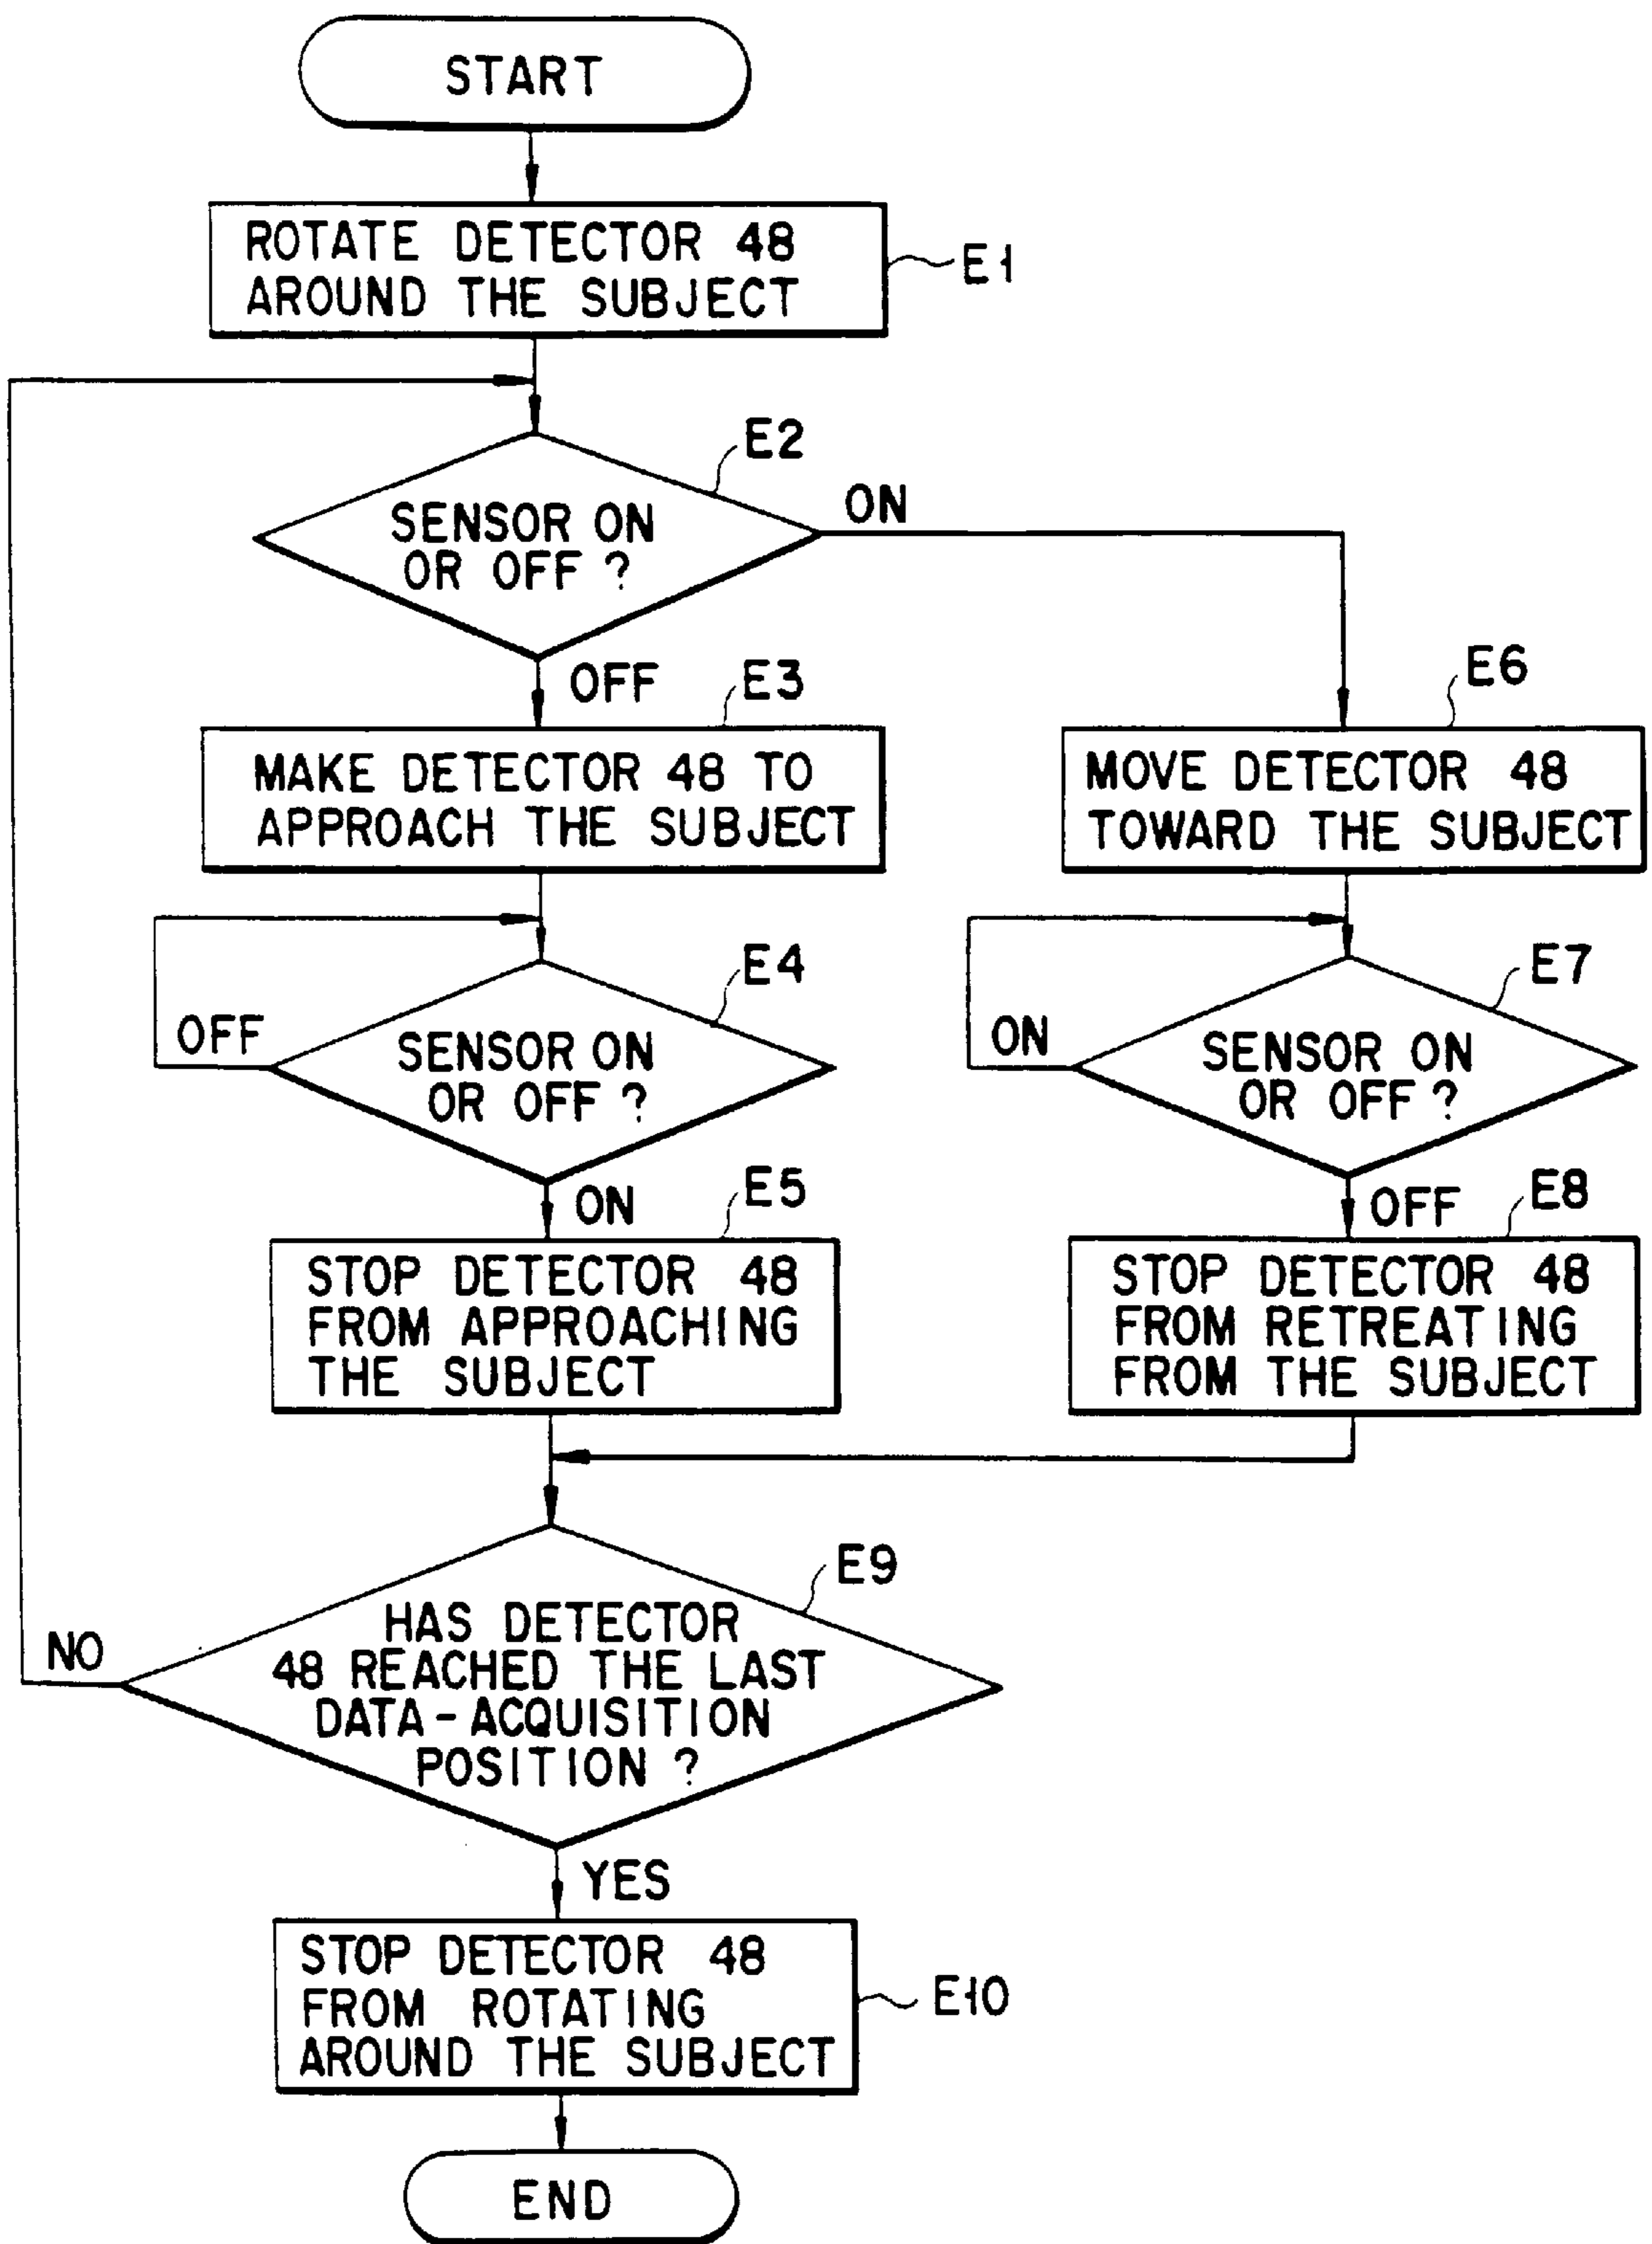 START
ROTATE DETECTOR 48
AROUND THE SUBJECT
E1
E2
SENSOR ON
OR OFF ?
ON
OFF
E3
MAKE DETECTOR 48 TO
APPROACH THE SUBJECT
E6
MOVE DETECTOR 48
TOWARD THE SUBJECT
E4
OFF
SENSOR ON
OR OFF ?
ON
E7
ON
SENSOR ON
OR OFF ?
OFF
E5
STOP DETECTOR 48
FROM APPROACHING
THE SUBJECT
E8
STOP DETECTOR 48
FROM RETREATING
FROM THE SUBJECT
E9
HAS DETECTOR
48 REACHED THE LAST
DATA-ACQUISITION
POSITION ?
NO
YES
STOP DETECTOR 48
FROM ROTATING
AROUND THE SUBJECT
E10
END